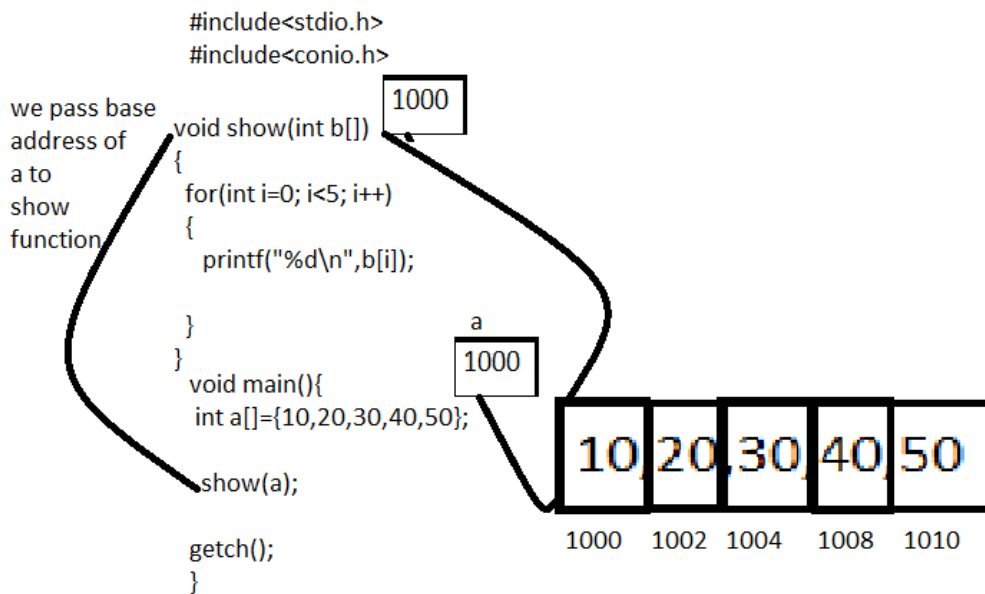 #include<stdio.h>
#include<conio.h>
we pass base
address of
a to
show
function
1000
void show(int b[])
{
for(int i=0; i<5; i++)
{
printf("%d\n",b[i]);
}
}
void main(){
int a[]={10,20,30,40,50};
show(a);
getch();
}
a
1000
10,20,30,40,50
1000 1002 1004 1008 1010